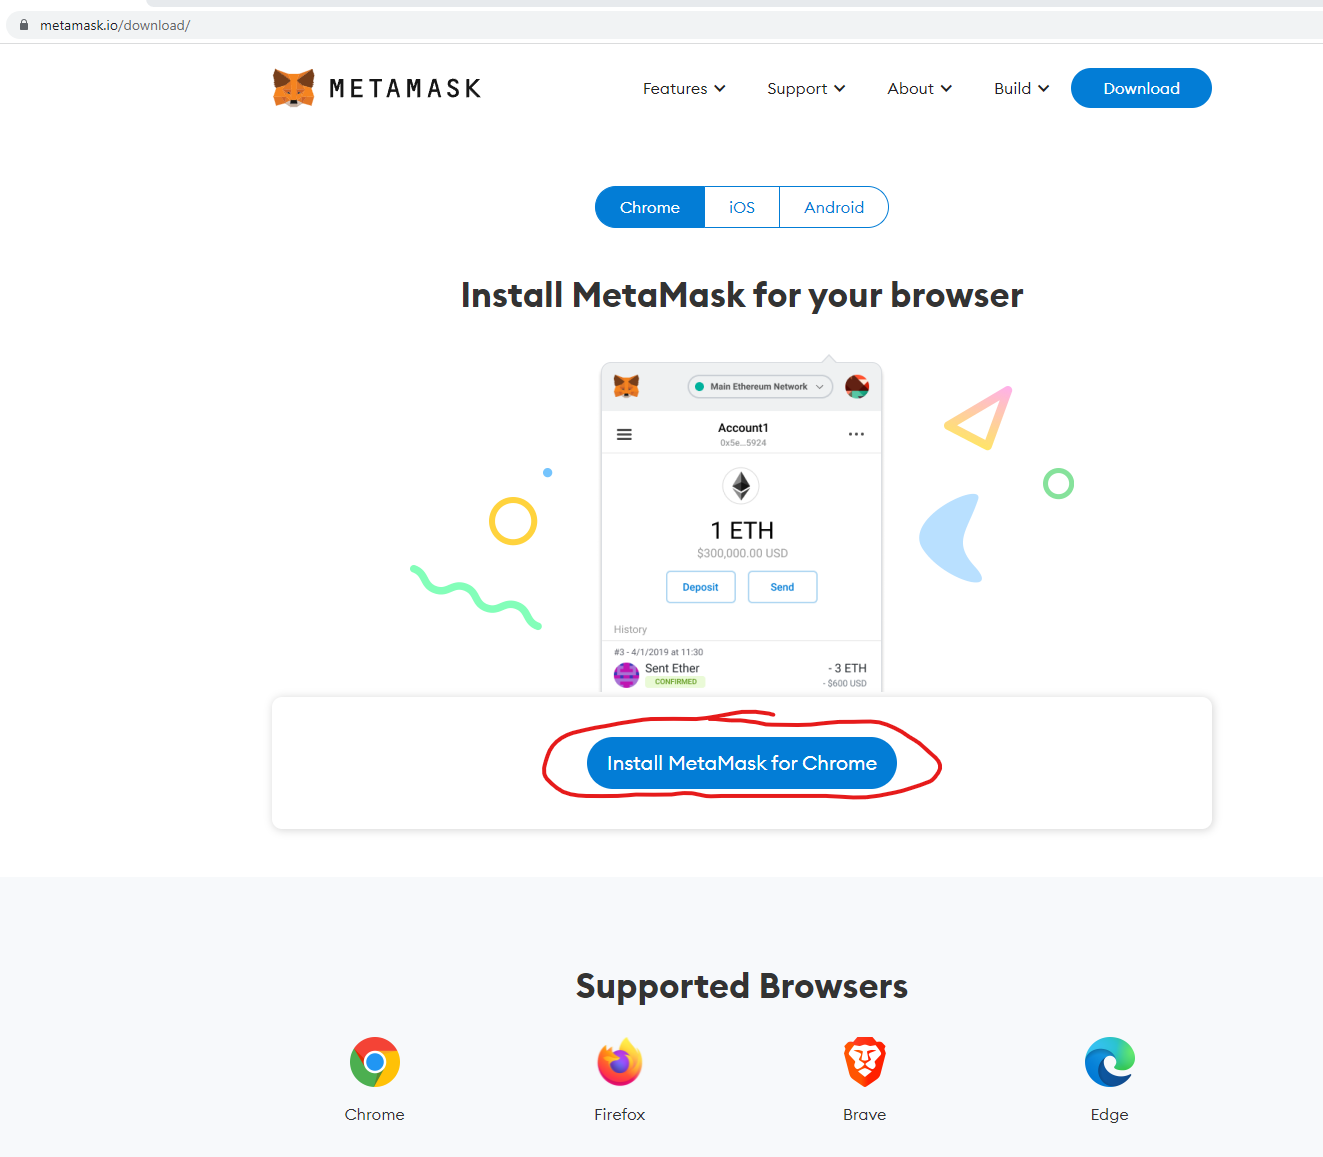 metamask.io/download/
METAMASK
Features Support About Build Download
Chrome iOS Android
Install MetaMask for your browser
Main Ethereum Network
Account1
0x5e...5924
1 ETH
$300,000.00 USD
Deposit Send
History
#3 - 4/1/2019 at 11:30
Sent Ether - 3 ETH
CONFIRMED - $600 USD
Install MetaMask for Chrome
Supported Browsers
Chrome Firefox Brave Edge